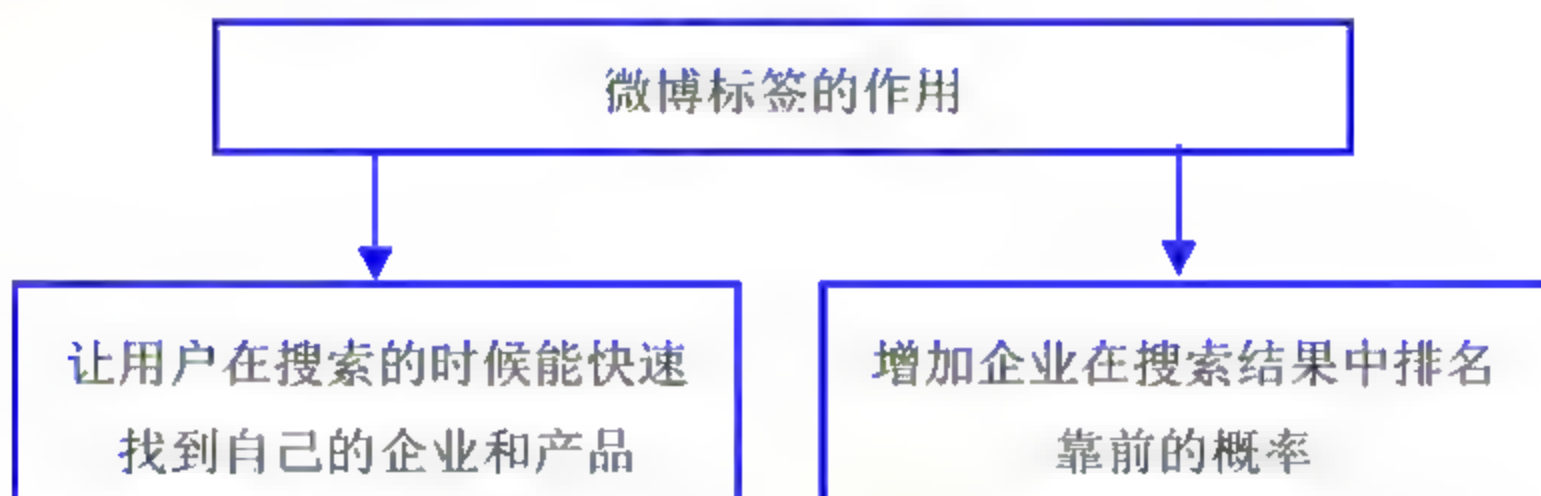 微博标签的作用
让用户在搜索的时候能快速
找到自己的企业和产品
增加企业在搜索结果中排名
靠前的概率